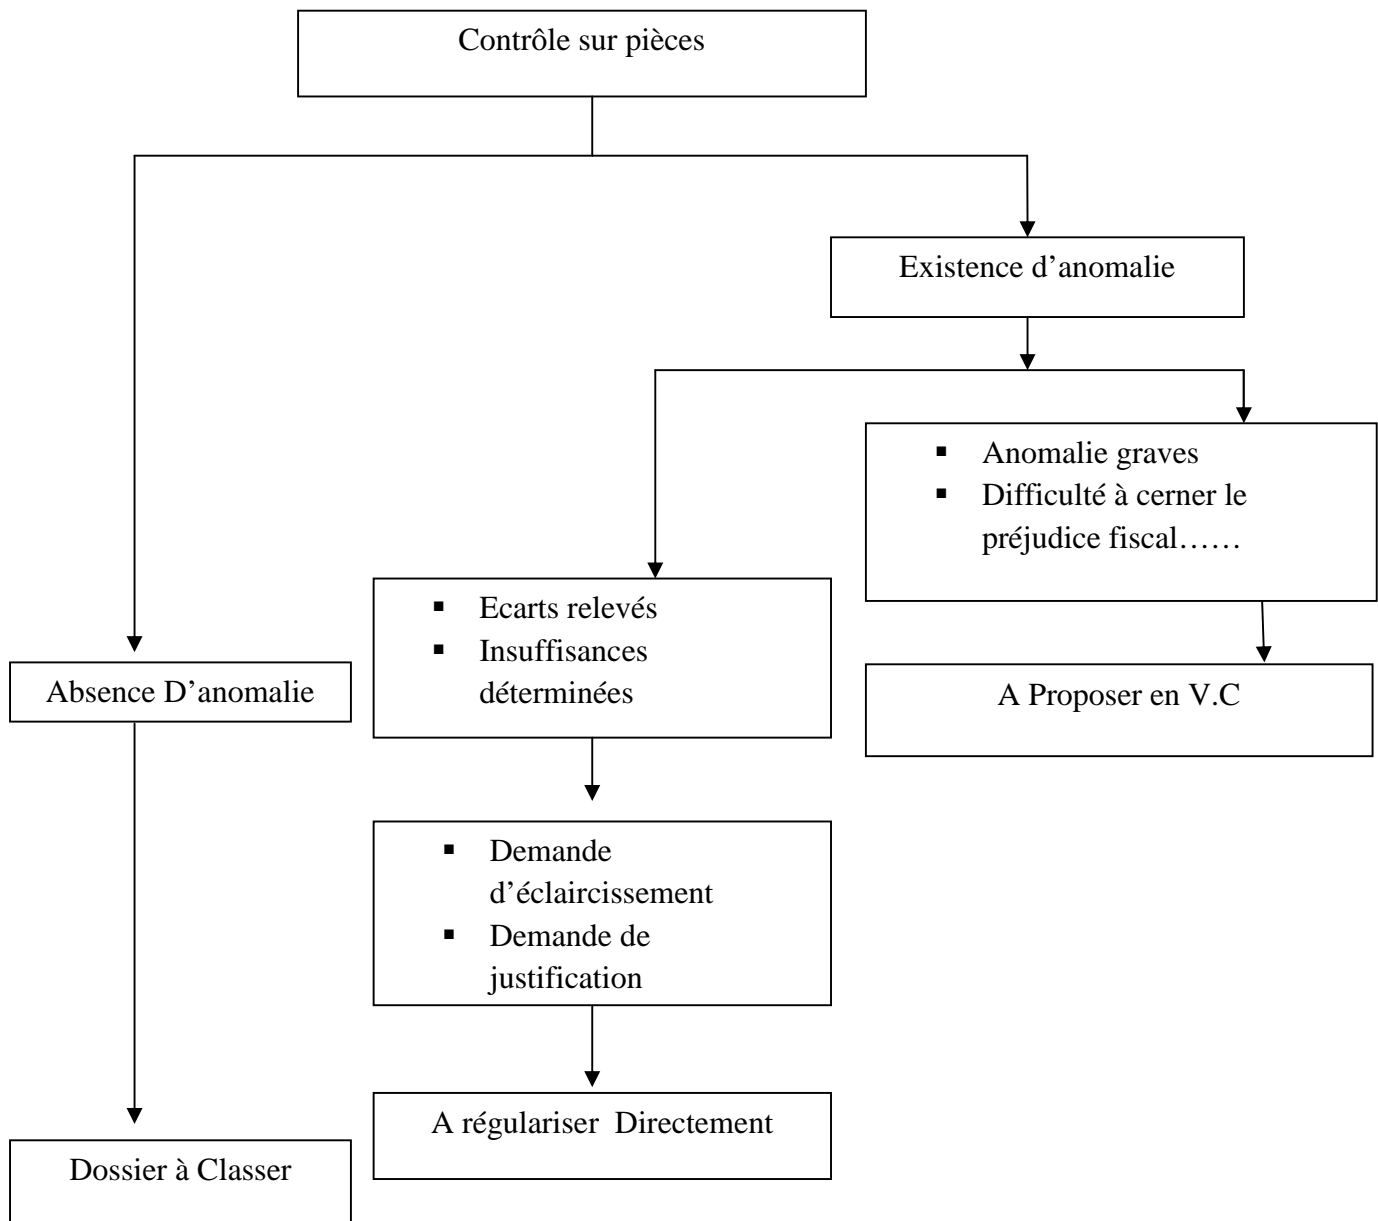 Contrôle sur pièces
Existence d’anomalie
▪ Anomalie graves
▪ Difficulté à cerner le
préjudice fiscal……
▪ Ecarts relevés
▪ Insuffisances
déterminées
Absence D’anomalie
A Proposer en V.C
▪ Demande
d’éclaircissement
▪ Demande de
justification
A régulariser  Directement
Dossier à Classer